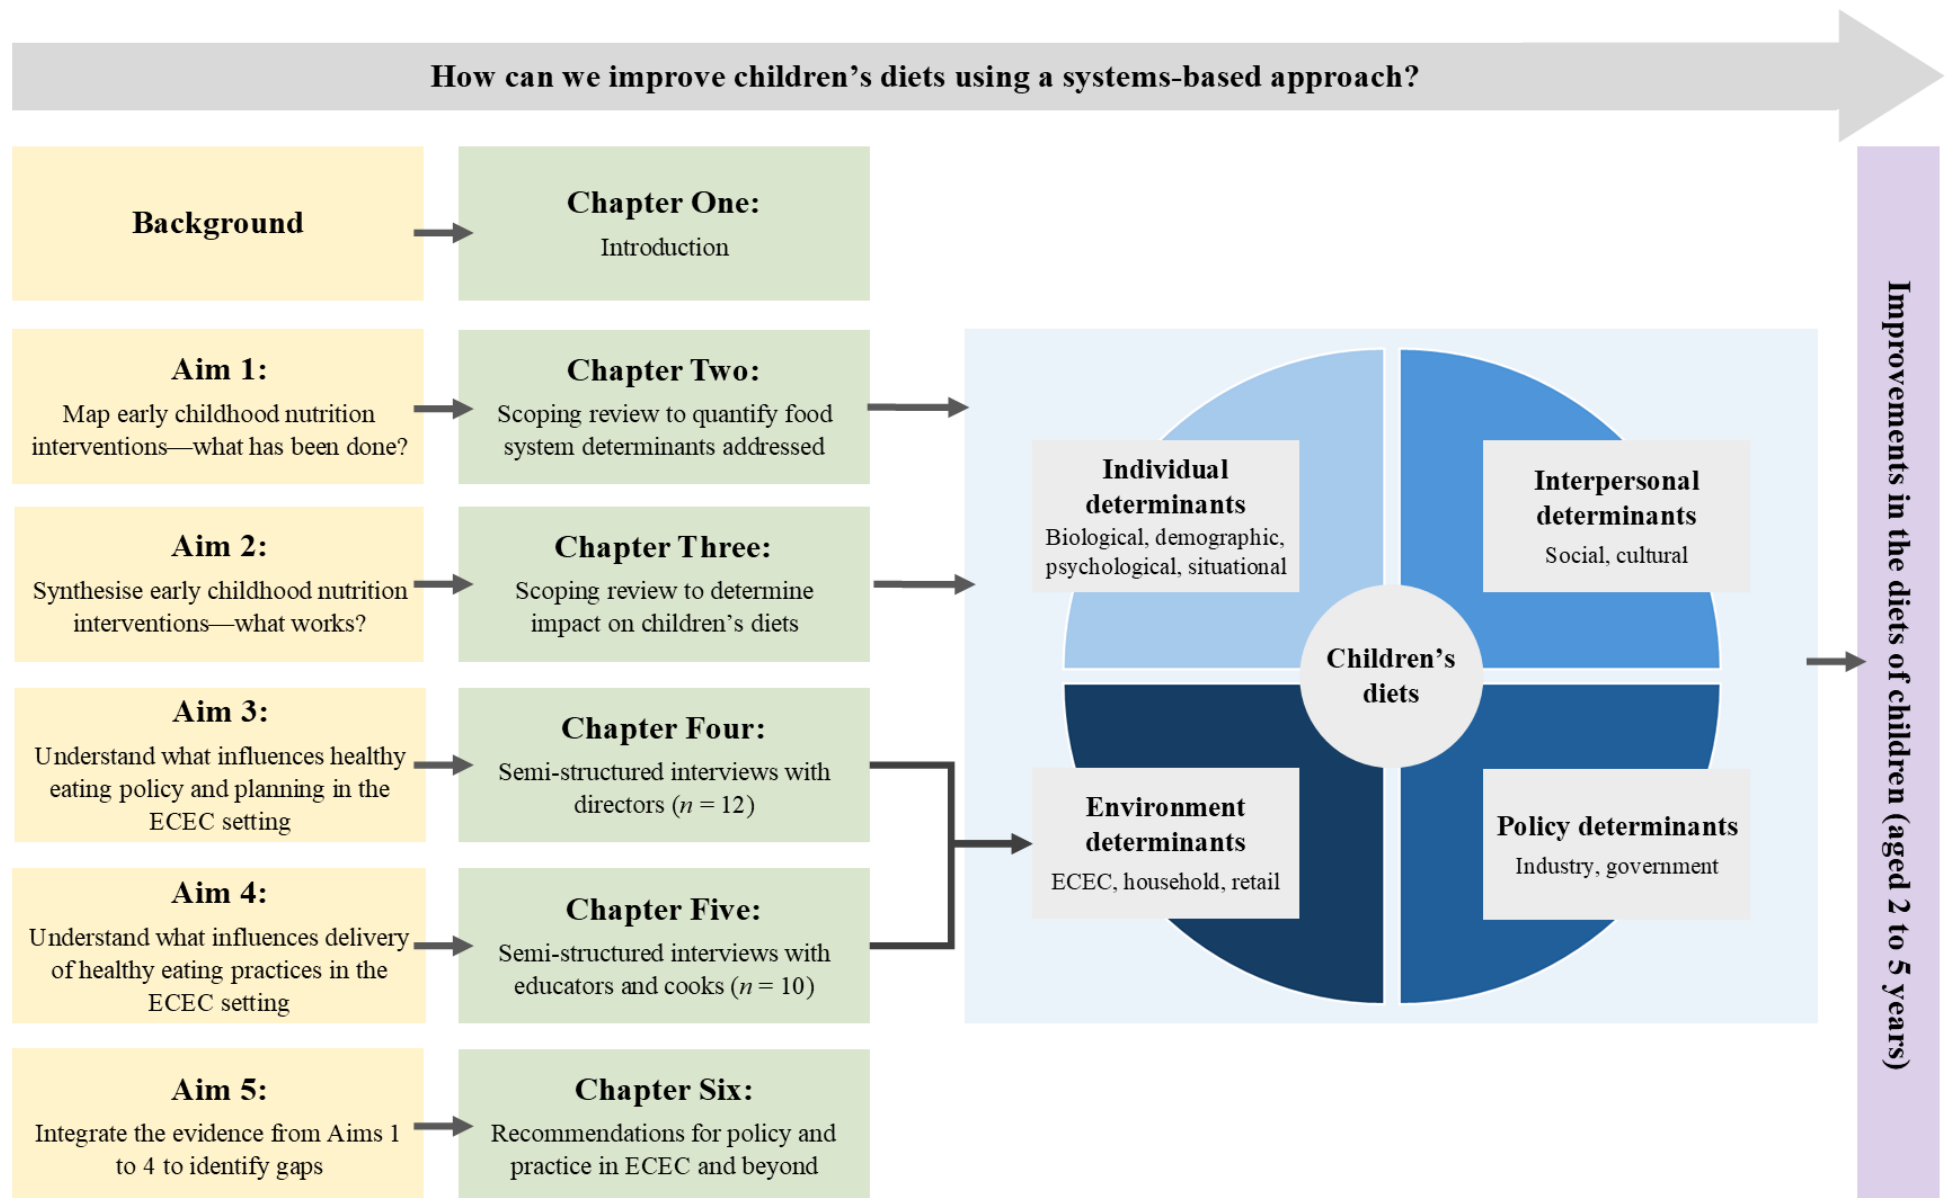 How can we improve children’s diets using a systems-based approach?
Background
Chapter One:
Introduction
Aim 1:
Map early childhood nutrition
interventions—what has been done?
Chapter Two:
Scoping review to quantify food
system determinants addressed
Aim 2:
Synthesise early childhood nutrition
interventions—what works?
Chapter Three:
Scoping review to determine
impact on children’s diets
Aim 3:
Understand what influences healthy
eating policy and planning in the
ECEC setting
Chapter Four:
Semi-structured interviews with
directors (n = 12)
Aim 4:
Understand what influences delivery
of healthy eating practices in the
ECEC setting
Chapter Five:
Semi-structured interviews with
educators and cooks (n = 10)
Aim 5:
Integrate the evidence from Aims 1
to 4 to identify gaps
Chapter Six:
Recommendations for policy and
practice in ECEC and beyond
Individual
determinants
Biological, demographic,
psychological, situational
Interpersonal
determinants
Social, cultural
Children’s
diets
Environment
determinants
ECEC, household, retail
Policy determinants
Industry, government
Improvements in the diets of children (aged 2 to 5 years)